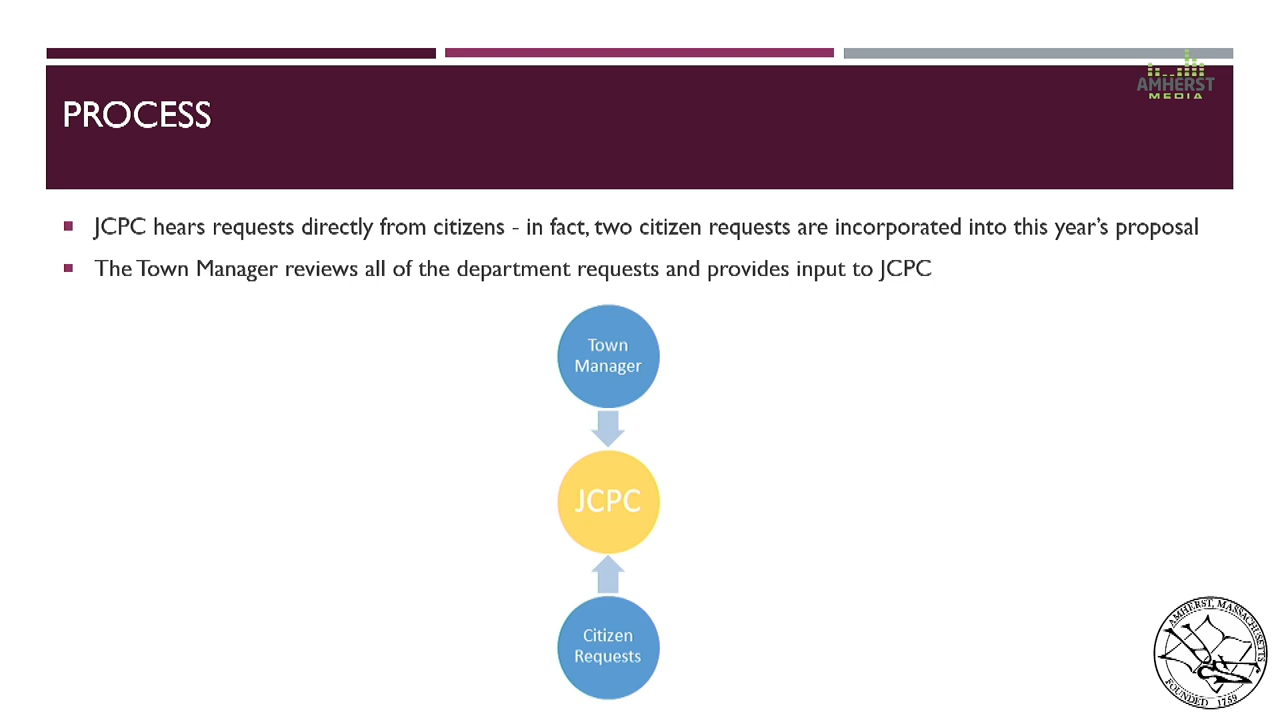 AMHERST
MEDIA
PROCESS
JCPC hears requests directly from citizens - in fact, two citizen requests are incorporated into this year's proposal
The Town Manager reviews all of the department requests and provides input to JCPC
Town
Manager
JCPC
Citizen
Requests
AMHERST, MASSACHUSETTS
FOUNDED 1759